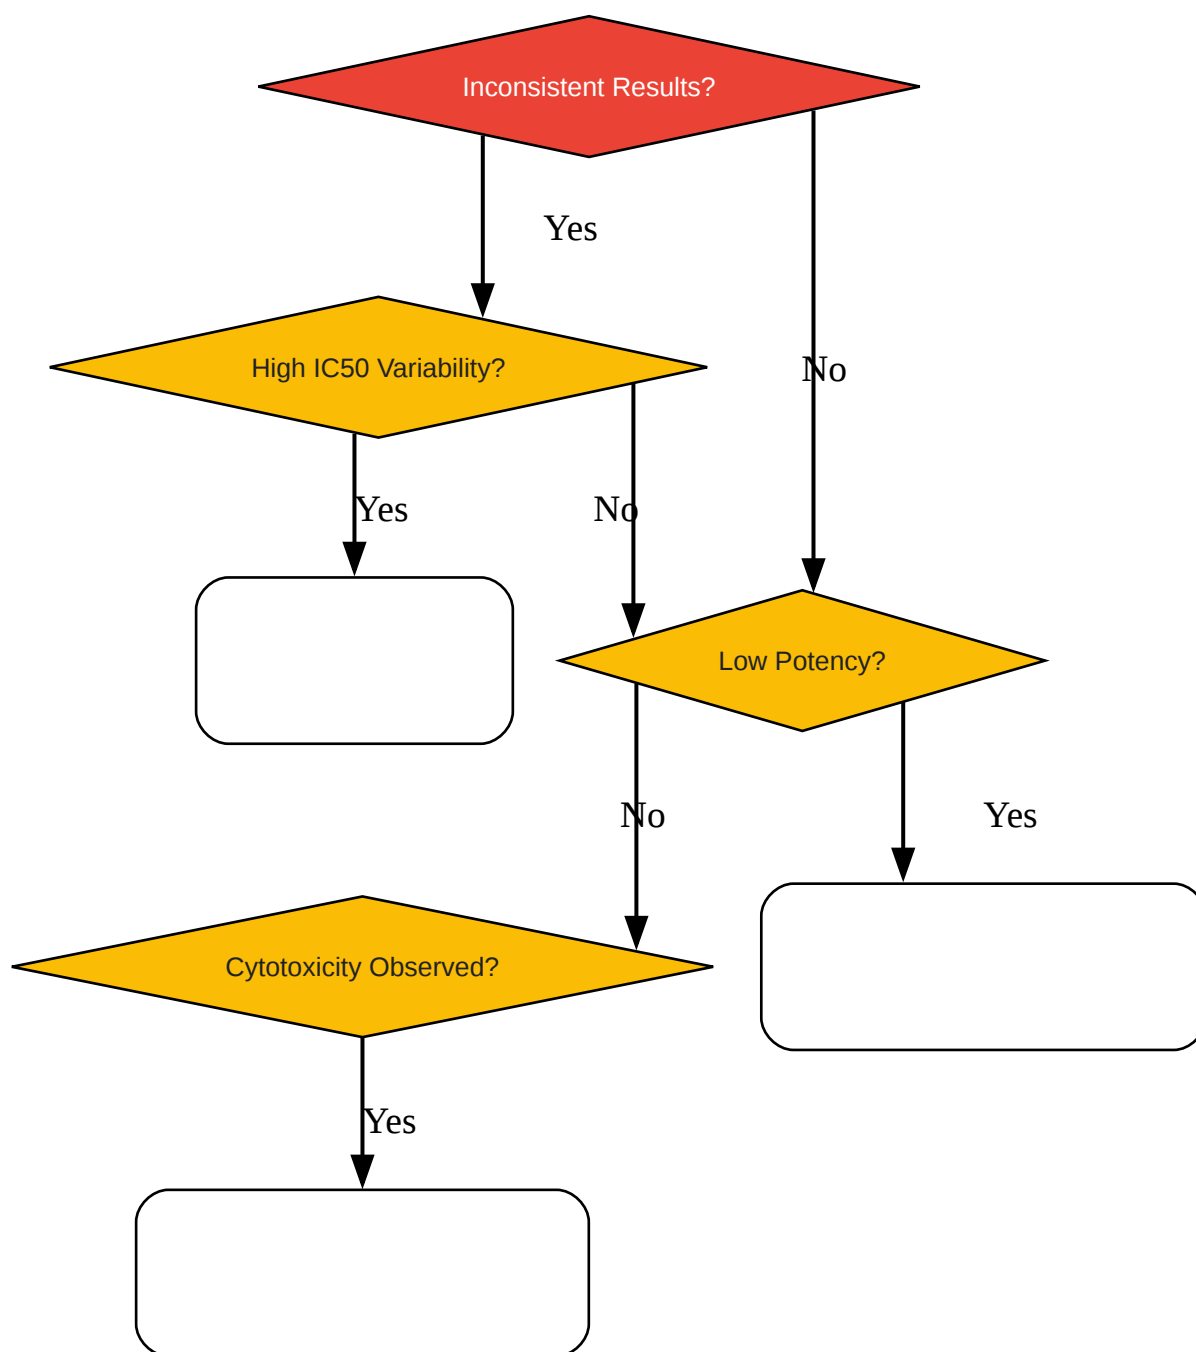 Inconsistent Results?
Yes
No
High IC50 Variability?
Yes
No
Low Potency?
No
Yes
Cytotoxicity Observed?
Yes